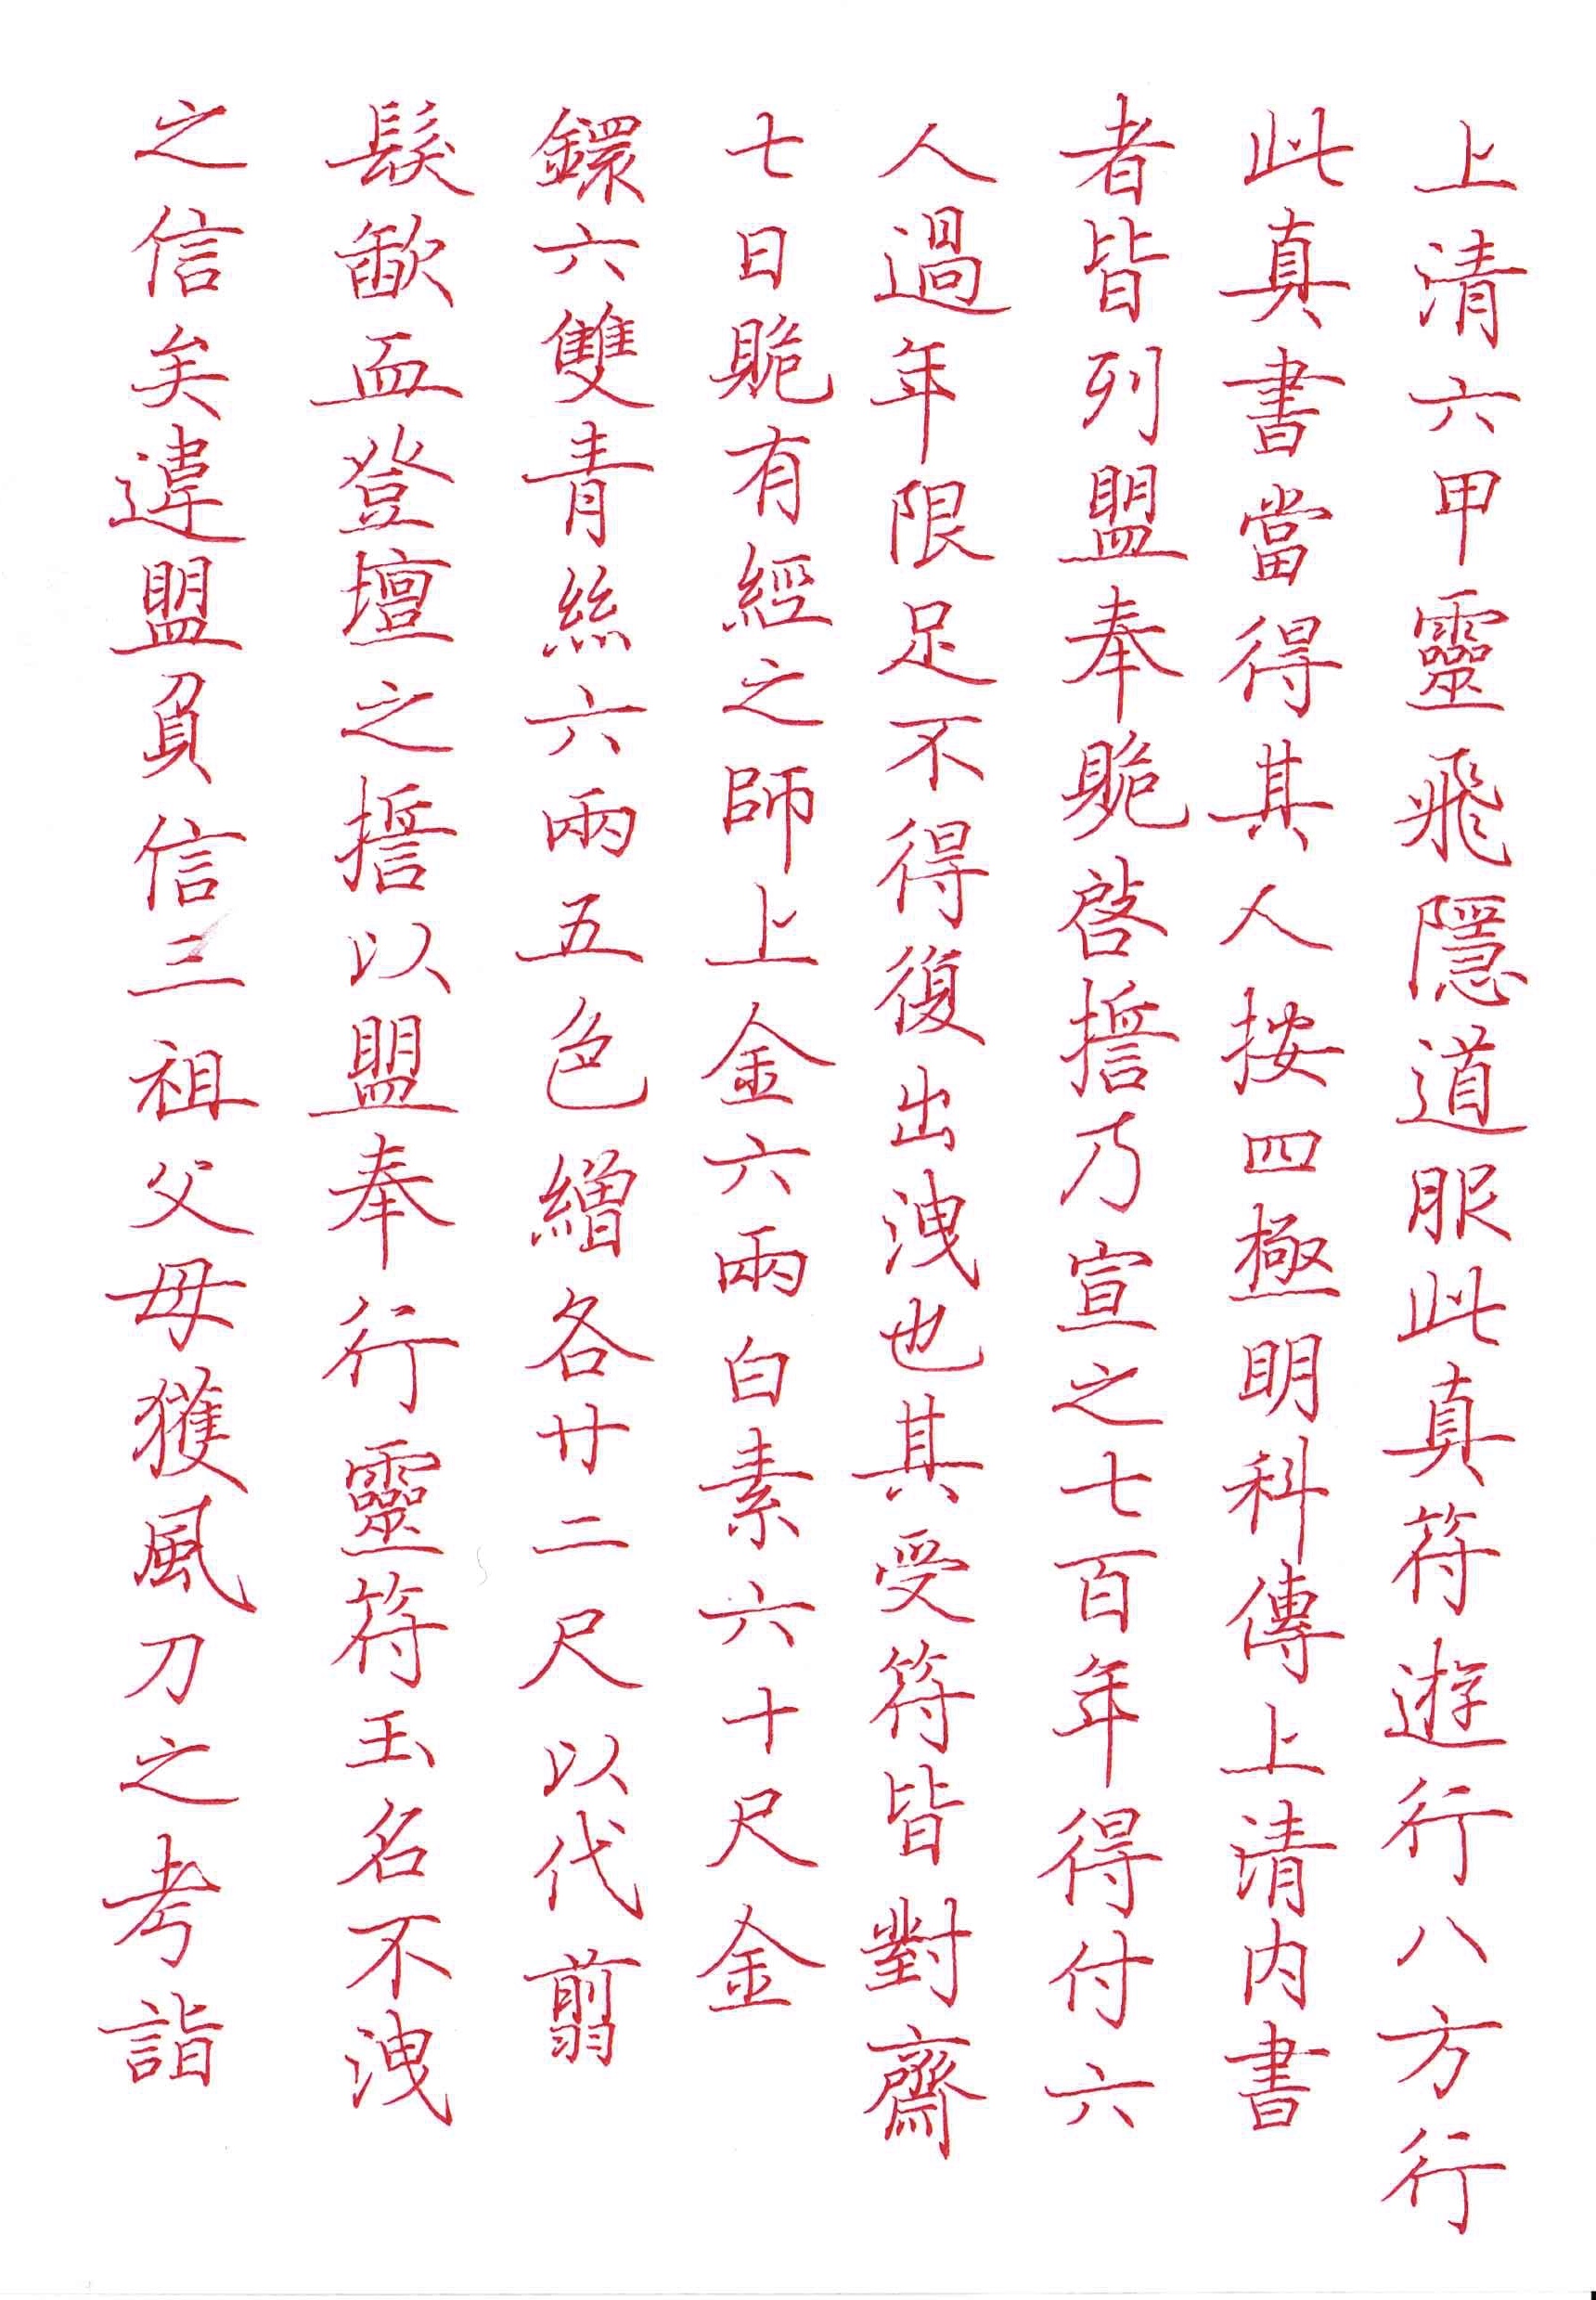 上清六甲靈飛隱道服此真符遊行八方行
此真書當得其人按四極明科傳上清內書
者皆列盟奉䞈啓擔乃宣之七百年得付六
人過年限足不得復出洩也其受符皆對齋
七日䞈有經之師上金六兩白素六十尺金
鐶六雙青絲六兩五色繒各廿二尺以代翦
髮歃血登壇之擔以盟奉行靈符玉名不洩
之信矣違盟負信三祖父母獲風刀之考詣